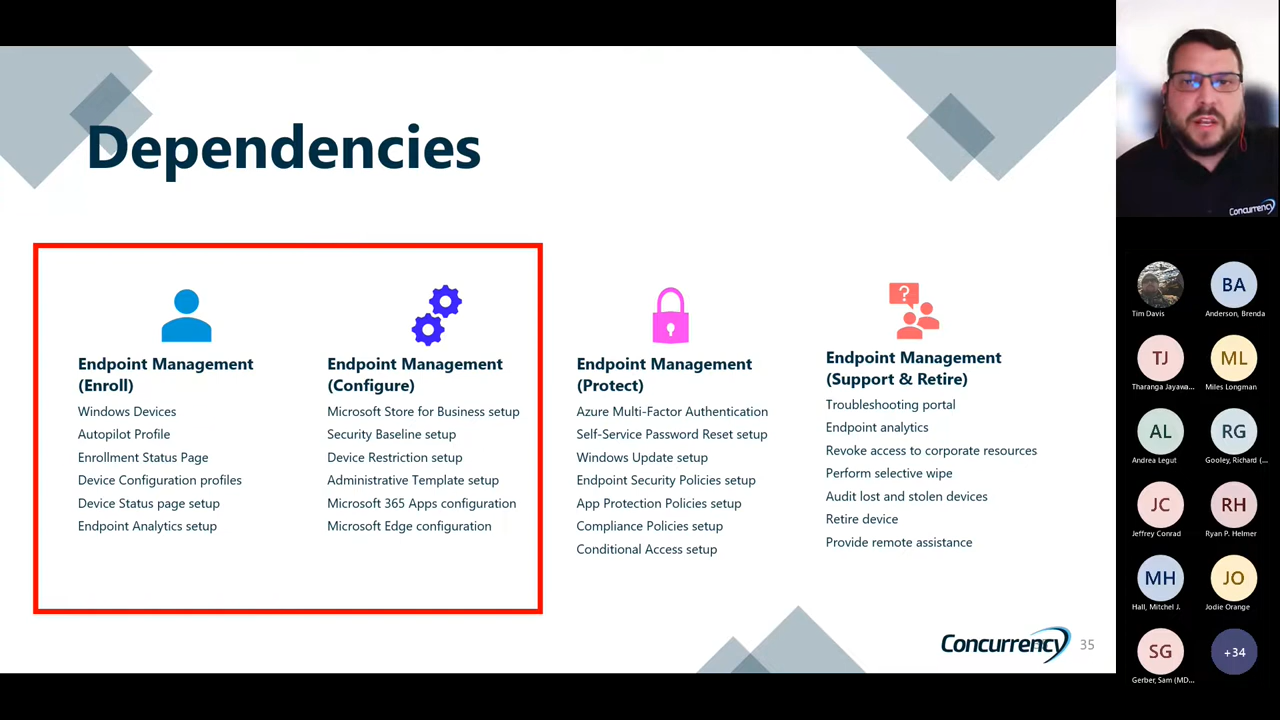 Dependencies
?
Endpoint Management
(Enroll)
Windows Devices
Autopilot Profile
Enrollment Status Page
Device Configuration profiles
Device Status page setup
Endpoint Analytics setup
Endpoint Management
(Configure)
Microsoft Store for Business setup
Security Baseline setup
Device Restriction setup
Administrative Template setup
Microsoft 365 Apps configuration
Microsoft Edge configuration
Endpoint Management
(Protect)
Azure Multi-Factor Authentication
Self-Service Password Reset setup
Windows Update setup
Endpoint Security Policies setup
App Protection Policies setup
Compliance Policies setup
Conditional Access setup
Endpoint Management
(Support & Retire)
Troubleshooting portal
Endpoint analytics
Revoke access to corporate resources
Perform selective wipe
Audit lost and stolen devices
Retire device
Provide remote assistance
Concurrency
35
Concurrency
Tim Davis
BA
Anderson, Brenda
TJ
Tharanga Jayawa...
ML
Miles Longman
AL
Andrea Legut
RG
Gooley, Richard (...
JC
Jeffrey Conrad
RH
Ryan P. Helmer
MH
Hall, Mitchel J.
JO
Jodie Orange
SG
Gerber, Sam (MD...
+34